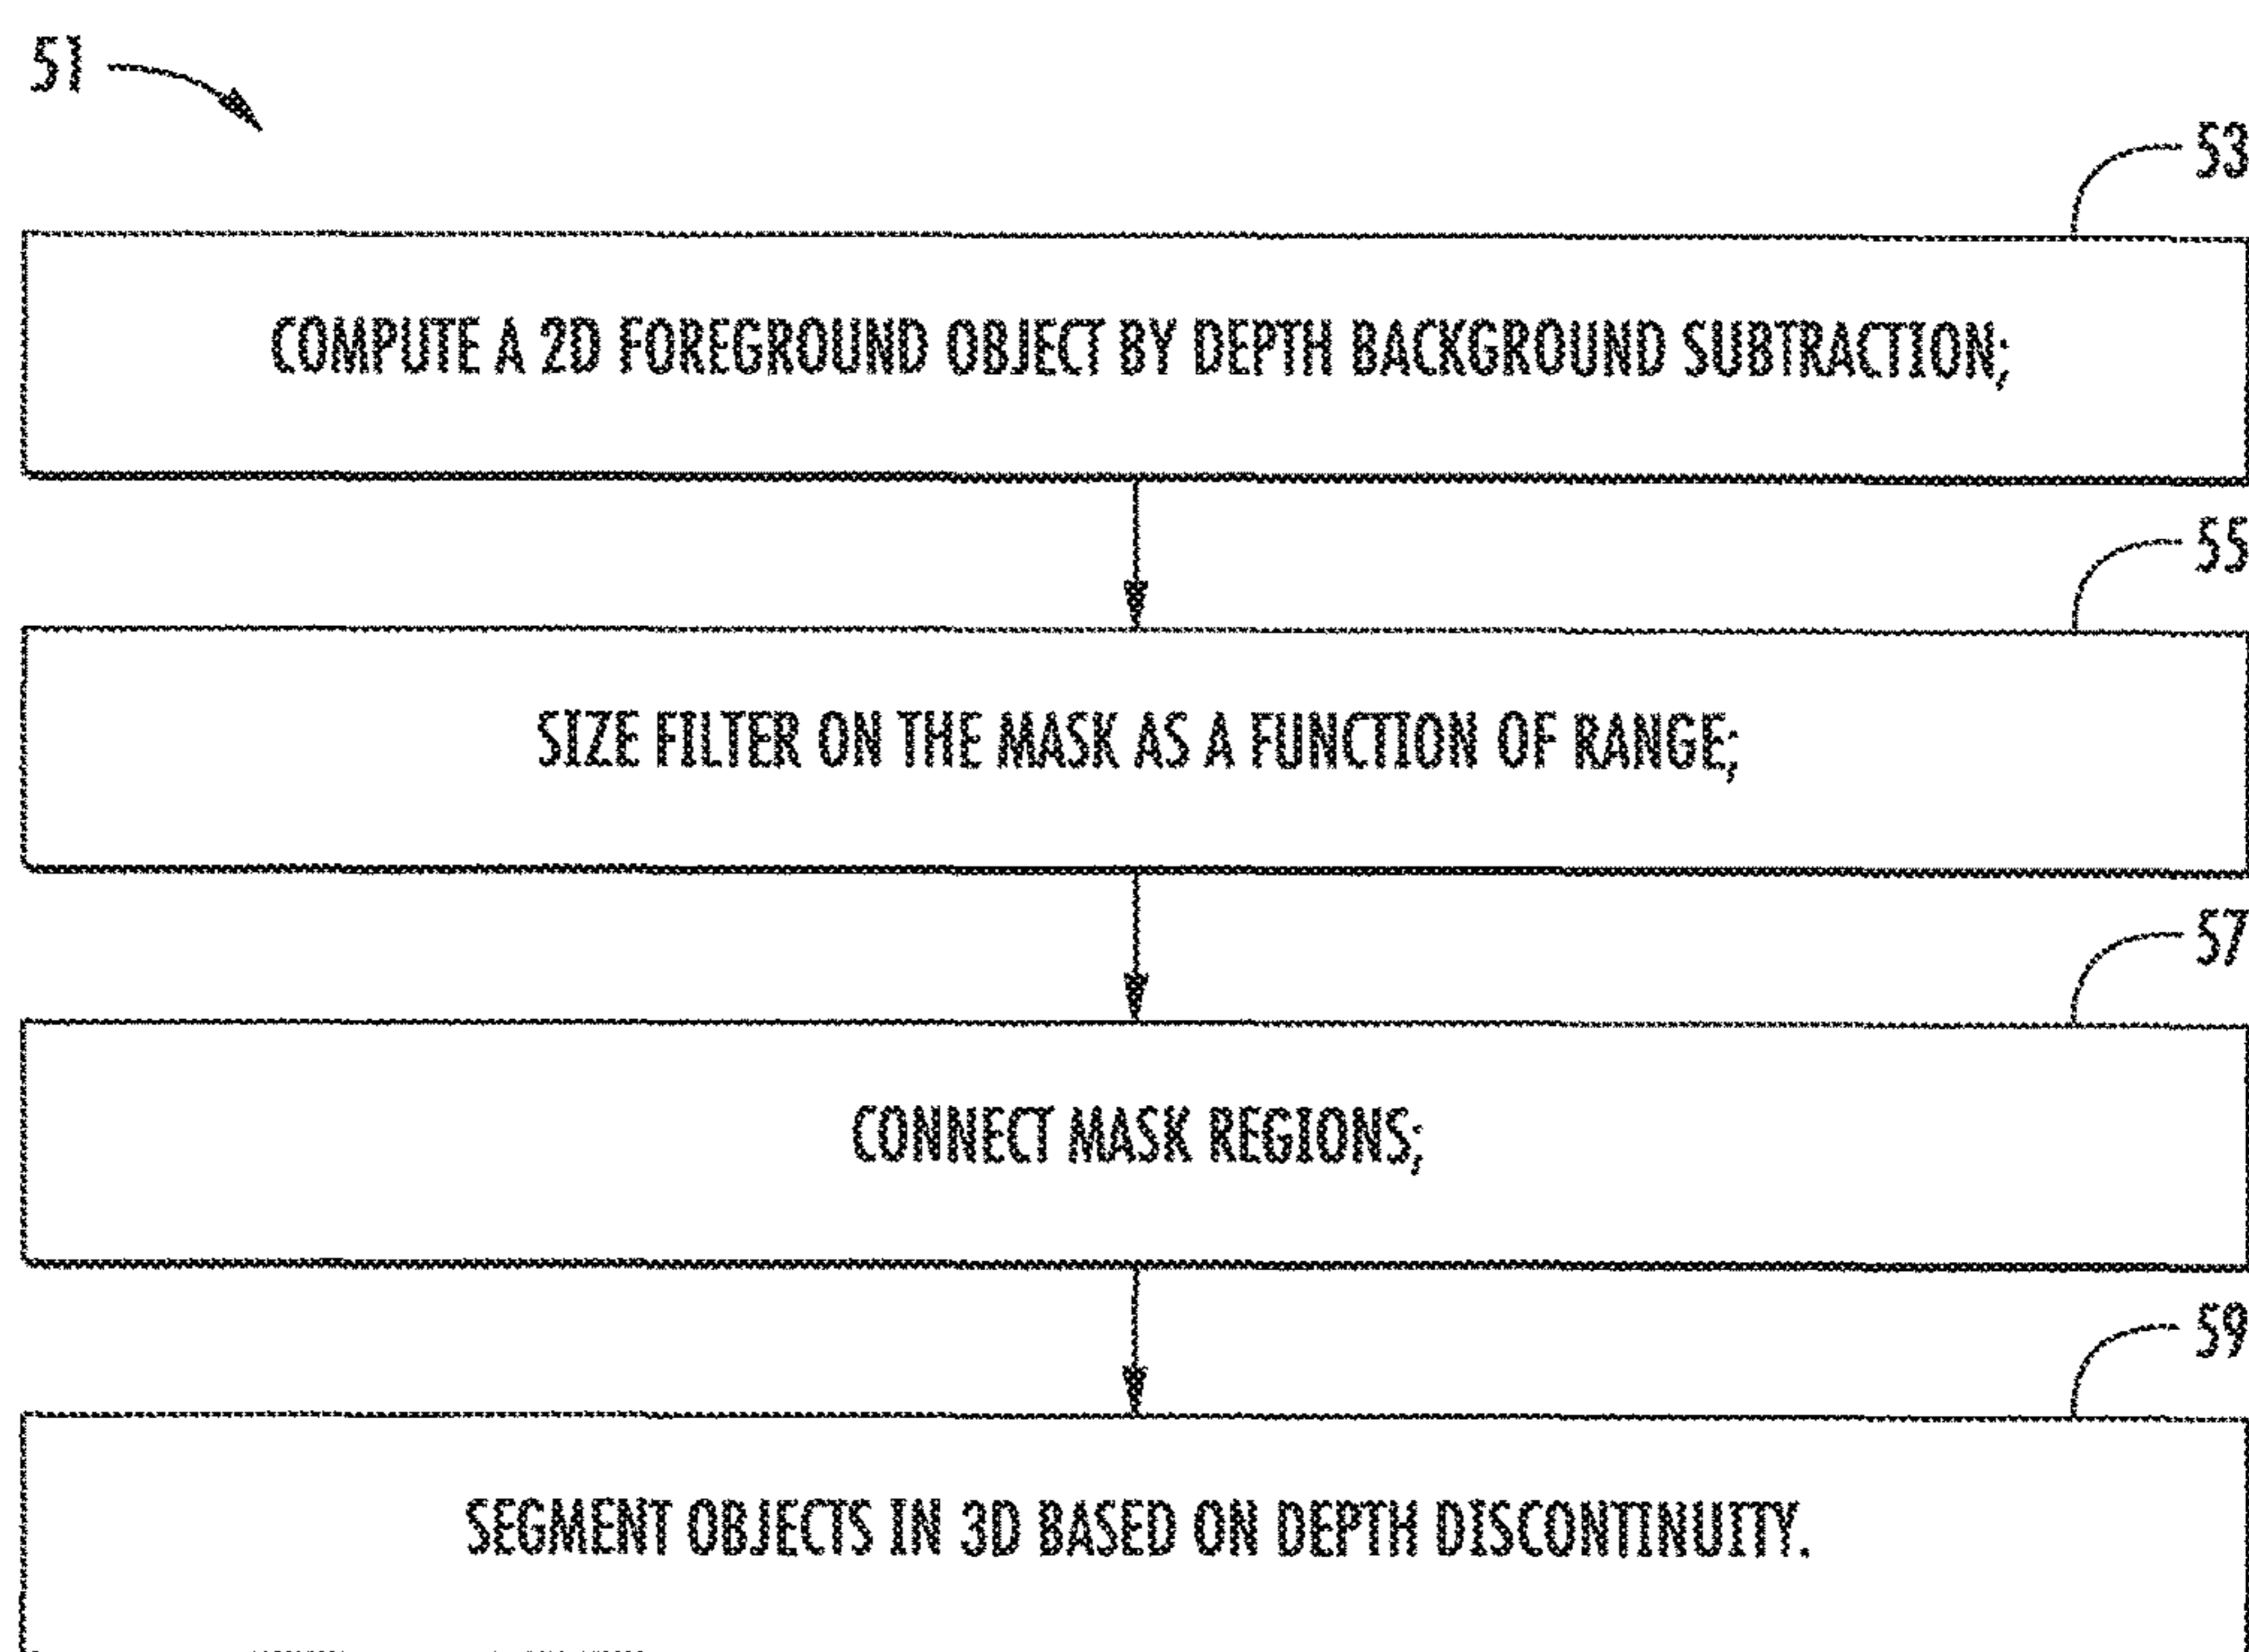 51
53
COMPUTE A 2D FOREGROUND OBJECT BY DEPTH BACKGROUND SUBTRACTION;
55
SIZE FILTER ON THE MASK AS A FUNCTION OF RANGE;
57
CONNECT MASK REGIONS;
59
SEGMENT OBJECTS IN 3D BASED ON DEPTH DISCONTINUITY.